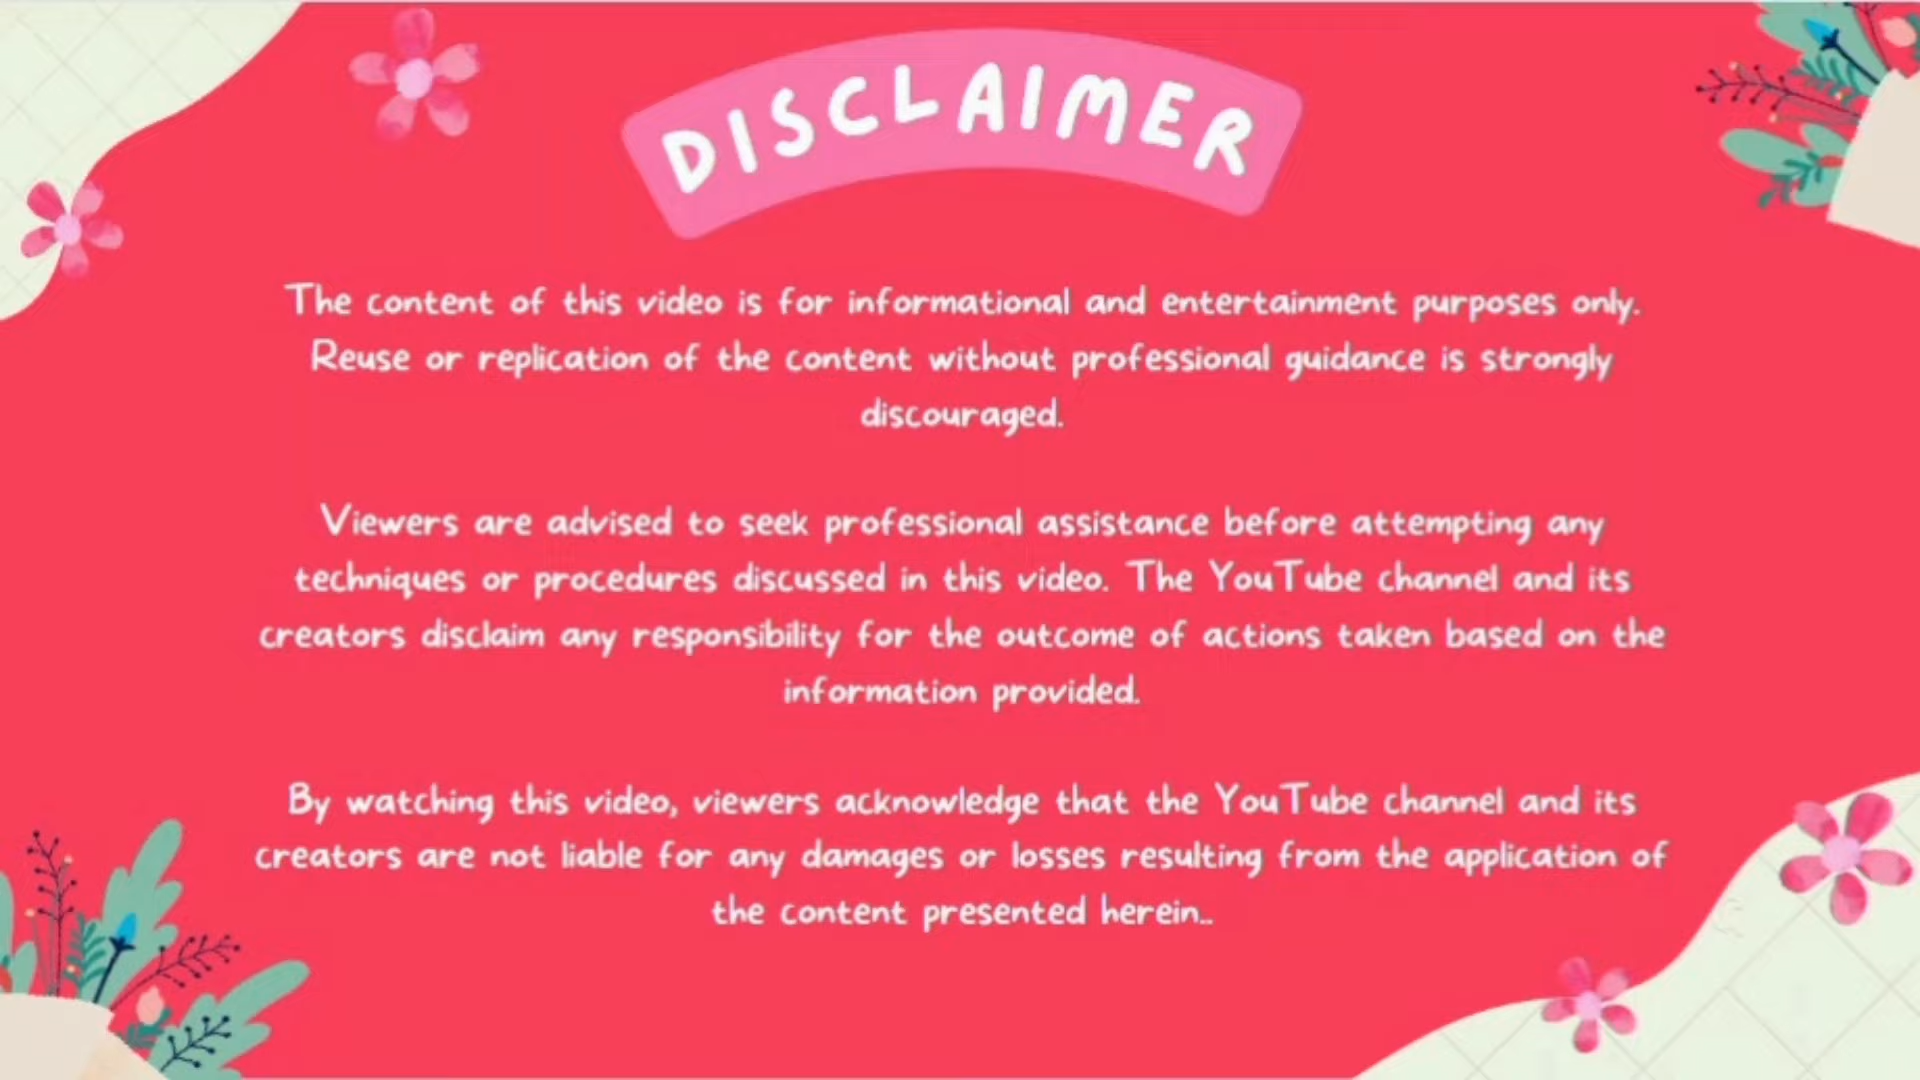 DISCLAIMER
The content of this video is for informational and entertainment purposes only.
Reuse or replication of the content without professional guidance is strongly
discouraged.
Viewers are advised to seek professional assistance before attempting any
techniques or procedures discussed in this video. The YouTube channel and its
creators disclaim any responsibility for the outcome of actions taken based on the
information provided.
By watching this video, viewers acknowledge that the YouTube channel and its
creators are not liable for any damages or losses resulting from the application of
the content presented herein..